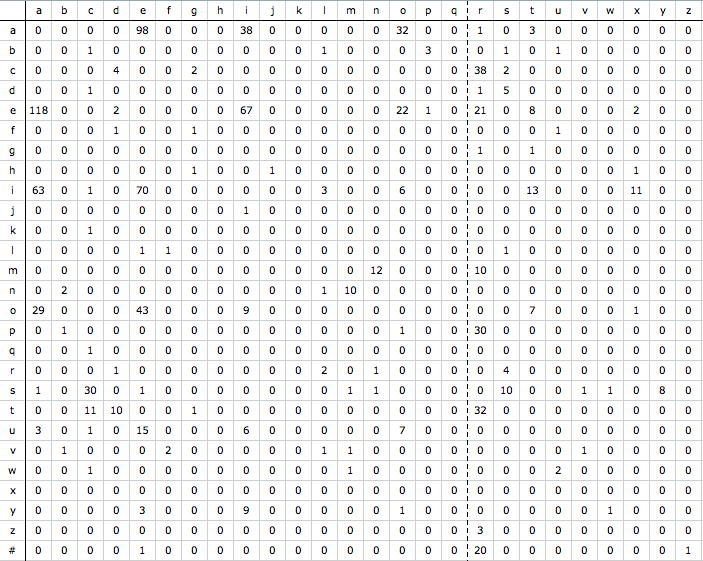 a b c d e f g h i j k l m n o p q r s t u v w x y z
a 0 0 0 0 98 0 0 0 38 0 0 0 0 0 32 0 0 1 0 3 0 0 0 0 0 0
b 0 0 1 0 0 0 0 0 0 0 0 1 0 0 0 3 0 0 1 0 1 0 0 0 0 0
c 0 0 0 4 0 0 2 0 0 0 0 0 0 0 0 0 0 38 2 0 0 0 0 0 0 0
d 0 0 1 0 0 0 0 0 0 0 0 0 0 0 0 0 0 1 5 0 0 0 0 0 0 0
e 118 0 0 2 0 0 0 0 67 0 0 0 0 0 22 1 0 21 0 8 0 0 0 2 0 0
f 0 0 0 1 0 0 1 0 0 0 0 0 0 0 0 0 0 0 0 0 1 0 0 0 0 0
g 0 0 0 0 0 0 0 0 0 0 0 0 0 0 0 0 0 1 0 1 0 0 0 0 0 0
h 0 0 0 0 0 0 1 0 0 1 0 0 0 0 0 0 0 0 0 0 0 0 0 1 0 0
i 63 0 1 0 70 0 0 0 0 0 0 3 0 0 6 0 0 0 0 13 0 0 0 11 0 0
j 0 0 0 0 0 0 0 0 1 0 0 0 0 0 0 0 0 0 0 0 0 0 0 0 0 0
k 0 0 1 0 0 0 0 0 0 0 0 0 0 0 0 0 0 0 0 0 0 0 0 0 0 0
l 0 0 0 0 1 1 0 0 0 0 0 0 0 0 0 0 0 0 1 0 0 0 0 0 0 0
m 0 0 0 0 0 0 0 0 0 0 0 0 0 12 0 0 0 10 0 0 0 0 0 0 0 0
n 0 2 0 0 0 0 0 0 0 0 0 1 10 0 0 0 0 0 0 0 0 0 0 0 0 0
o 29 0 0 0 43 0 0 0 9 0 0 0 0 0 0 0 0 0 0 7 0 0 0 1 0 0
p 0 1 0 0 0 0 0 0 0 0 0 0 0 0 1 0 0 30 0 0 0 0 0 0 0 0
q 0 0 1 0 0 0 0 0 0 0 0 0 0 0 0 0 0 0 0 0 0 0 0 0 0 0
r 0 0 0 1 0 0 0 0 0 0 0 2 0 1 0 0 0 0 4 0 0 0 0 0 0 0
s 1 0 30 0 1 0 0 0 0 0 0 0 1 1 0 0 0 0 10 0 0 1 1 0 8 0
t 0 0 11 10 0 0 1 0 0 0 0 0 0 0 0 0 0 32 0 0 0 0 0 0 0 0
u 3 0 1 0 15 0 0 0 6 0 0 0 0 0 7 0 0 0 0 0 0 0 0 0 0 0
v 0 1 0 0 0 2 0 0 0 0 0 1 1 0 0 0 0 0 0 0 0 1 0 0 0 0
w 0 0 1 0 0 0 0 0 0 0 0 0 1 0 0 0 0 0 0 0 2 0 0 0 0 0
x 0 0 0 0 0 0 0 0 0 0 0 0 0 0 0 0 0 0 0 0 0 0 0 0 0 0
y 0 0 0 0 3 0 0 0 9 0 0 0 0 0 1 0 0 0 0 0 0 0 1 0 0 0
z 0 0 0 0 0 0 0 0 0 0 0 0 0 0 0 0 0 3 0 0 0 0 0 0 0 0
# 0 0 0 0 1 0 0 0 0 0 0 0 0 0 0 0 0 20 0 0 0 0 0 0 0 1